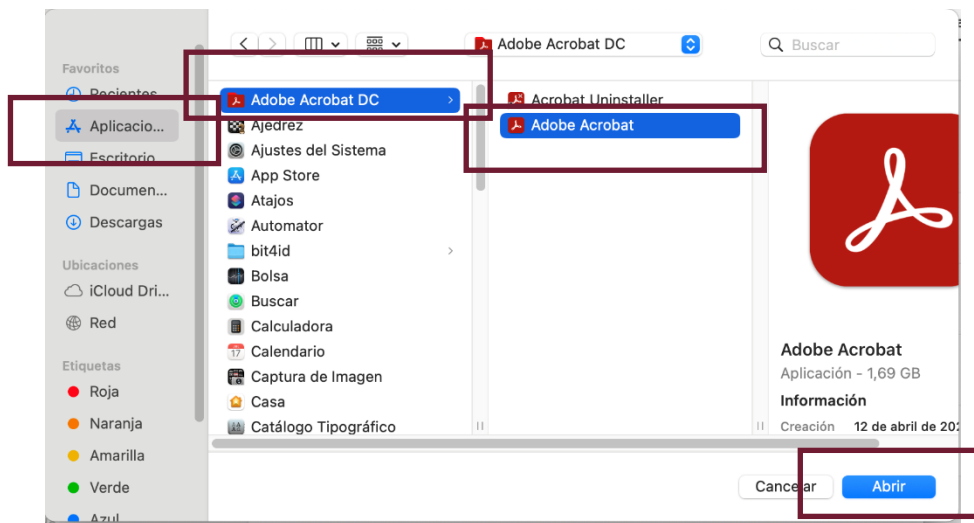 Adobe Acrobat DC
Buscar
Favoritos
Recientes
Aplicacio...
Escritorio
Documen...
Descargas
Ubicaciones
iCloud Dri...
Red
Etiquetas
Roja
Naranja
Amarilla
Verde
Azul
Adobe Acrobat DC
Ajedrez
Ajustes del Sistema
App Store
Atajos
Automator
bit4id
Bolsa
Buscar
Calculadora
17 Calendario
Captura de Imagen
Casa
Catálogo Tipográfico
Acrobat Uninstaller
Adobe Acrobat
Adobe Acrobat
Aplicación - 1,69 GB
Información
Creación 12 de abril de
Cancelar
Abrir